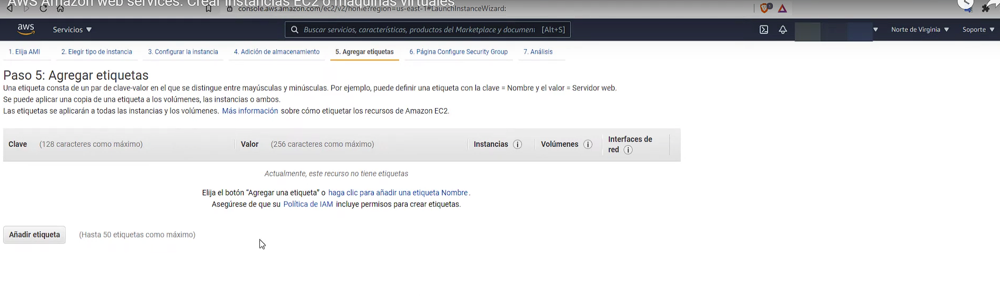 AWS Amazon web services. Crear instancias EC2 o máquinas virtuales
console.aws.amazon.com/ec2/v2/home?region=us-east-1#LaunchInstanceWizard:
1
aws
Servicios
Buscar servicios, características, productos del Marketplace y documen
[Alt+S]
Norte de Virginia
Soporte
1. Elija AMI
2. Elegir tipo de instancia
3. Configurar la instancia
4. Adición de almacenamiento
5. Agregar etiquetas
6. Página Configure Security Group
7. Análisis
Paso 5: Agregar etiquetas
Una etiqueta consta de un par de clave-valor en el que se distingue entre mayúsculas y minúsculas. Por ejemplo, puede definir una etiqueta con la clave = Nombre y el valor = Servidor web.
Se puede aplicar una copia de una etiqueta a los volúmenes, las instancias o ambos.
Las etiquetas se aplicarán a todas las instancias y los volúmenes. Más información sobre cómo etiquetar los recursos de Amazon EC2.
Clave (128 caracteres como máximo)
Valor (256 caracteres como máximo)
Instancias
Volúmenes
Interfaces de
red
Actualmente, este recurso no tiene etiquetas
Elija el botón “Agregar una etiqueta” o haga clic para añadir una etiqueta Nombre.
Asegúrese de que su Política de IAM incluye permisos para crear etiquetas.
Añadir etiqueta
(Hasta 50 etiquetas como máximo)